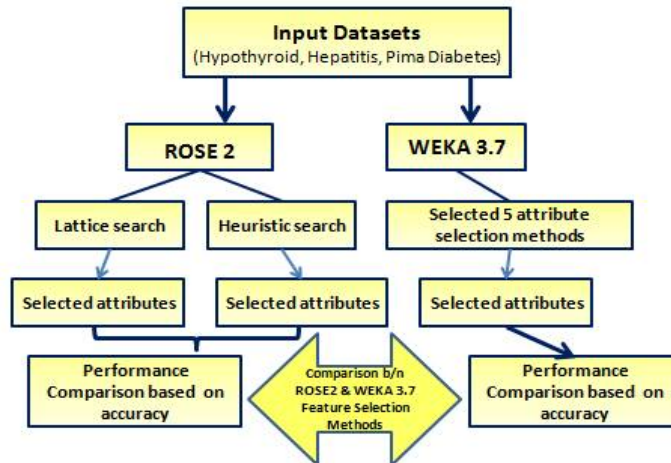 Input Datasets
(Hypothyroid, Hepatitis, Pima Diabetes)
ROSE 2
WEKA 3.7
Lattice search
Heuristic search
Selected 5 attribute
selection methods
Selected attributes
Selected attributes
Selected attributes
Performance
Comparison based on
accuracy
Comparison b/n
ROSE2 & WEKA 3.7
Feature Selection
Methods
Performance
Comparison based on
accuracy